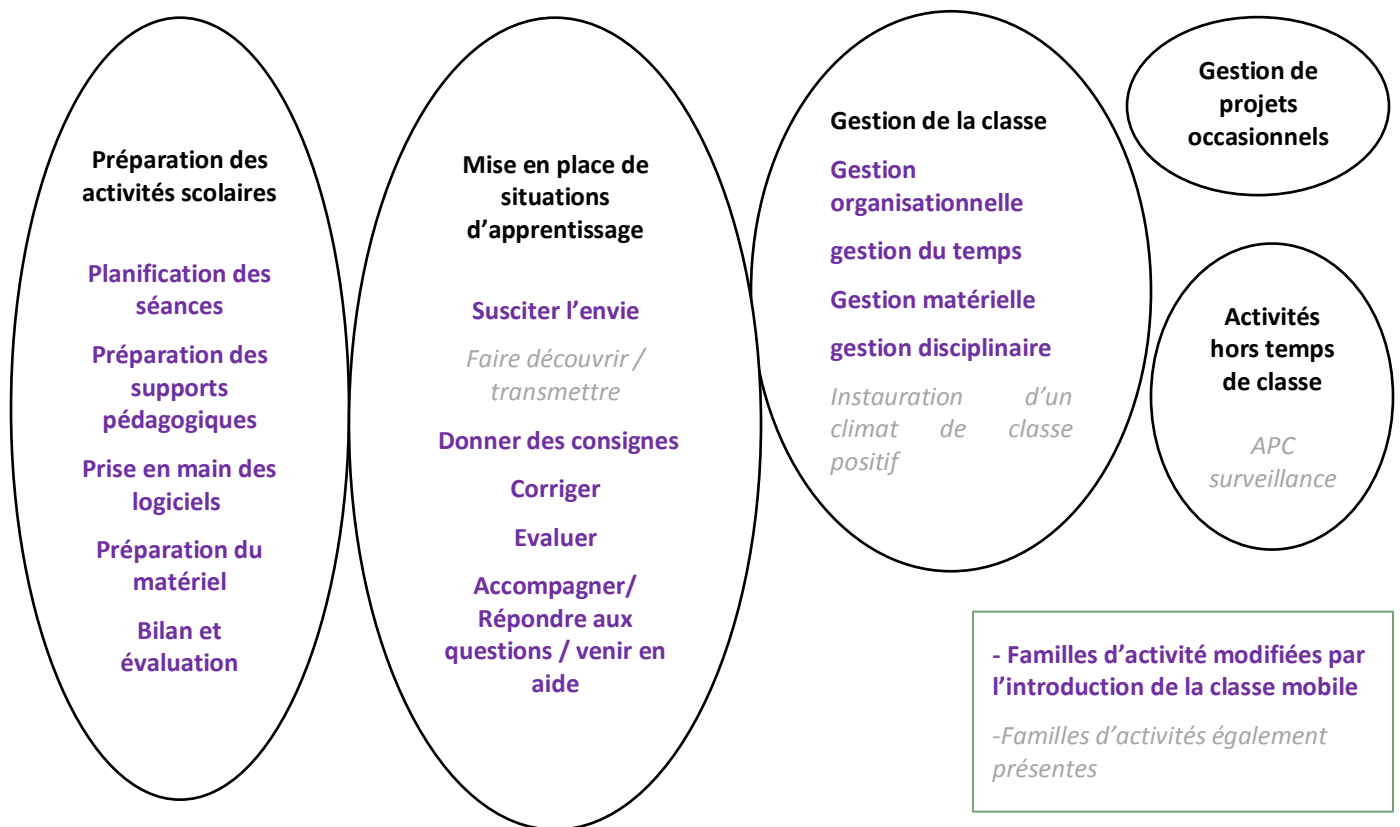 Préparation des
activités scolaires
Planification des
séances
Préparation des
supports
pédagogiques
Prise en main des
logiciels
Préparation du
matériel
Bilan et
évaluation
Mise en place de
situations
d’apprentissage
Susciter l’envie
Faire découvrir /
transmettre
Donner des consignes
Corriger
Evaluer
Accompagner/
Répondre aux
questions / venir en
aide
Gestion de la classe
Gestion
organisationnelle
gestion du temps
Gestion matérielle
gestion disciplinaire
Instauration d’un
climat de classe
positif
Gestion de
projets
occasionnels
Activités
hors temps
de classe
APC
surveillance
- Familles d’activité modifiées par
l’introduction de la classe mobile
-Familles d’activités également
présentes